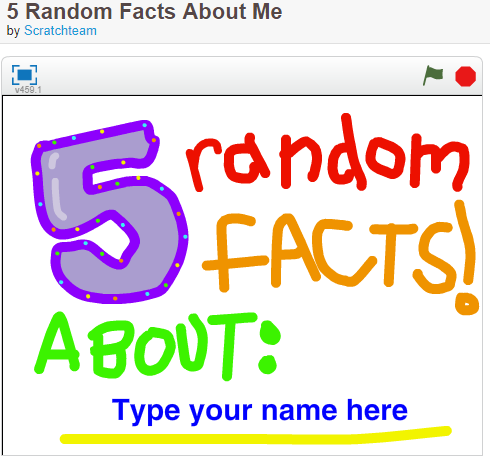 5 Random Facts About Me
by Scratchteam
v459.1
5 random
FACTS!
ABOUT:
Type your name here